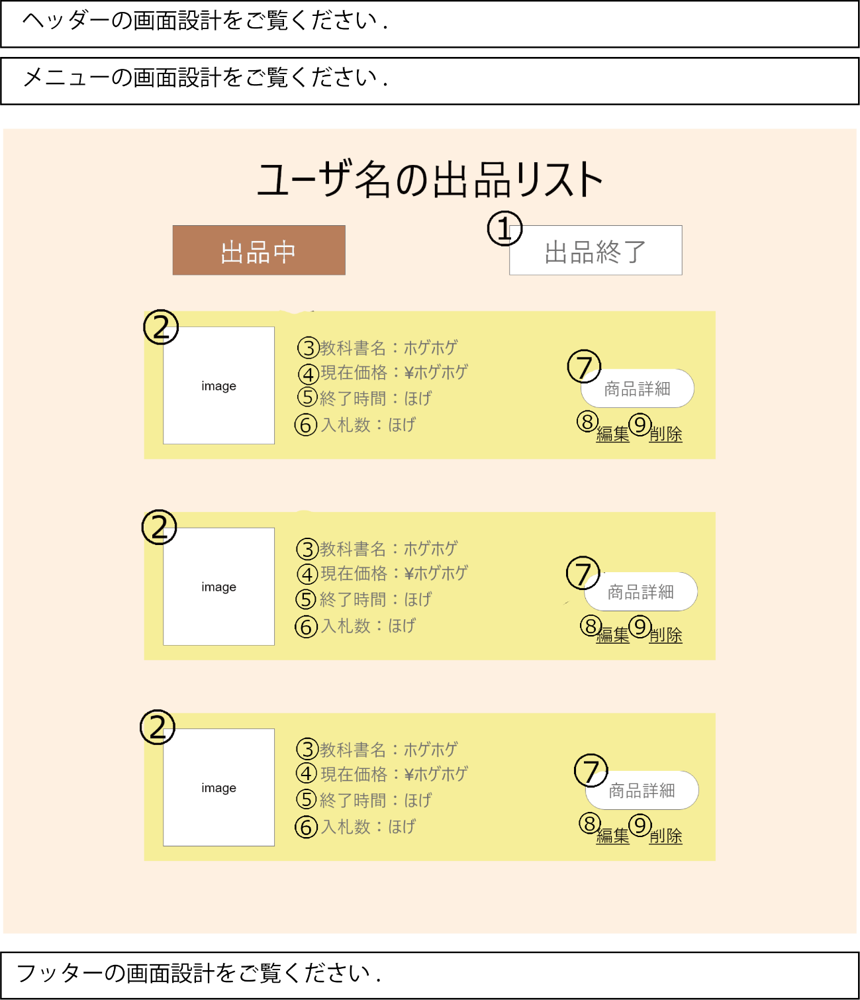 ヘッダーの画面設計をご覧ください.
メニューの画面設計をご覧ください.
ユーザ名の出品リスト
出品中
① 出品終了
②
image
③教科書名：ホゲホゲ
④現在価格：¥ホゲホゲ
⑤終了時間：ほげ
⑥入札数：ほげ
⑦
商品詳細
⑧編集 ⑨削除
②
image
③教科書名：ホゲホゲ
④現在価格：¥ホゲホゲ
⑤終了時間：ほげ
⑥入札数：ほげ
⑦
商品詳細
⑧編集 ⑨削除
②
image
③教科書名：ホゲホゲ
④現在価格：¥ホゲホゲ
⑤終了時間：ほげ
⑥入札数：ほげ
⑦
商品詳細
⑧編集 ⑨削除
フッターの画面設計をご覧ください.